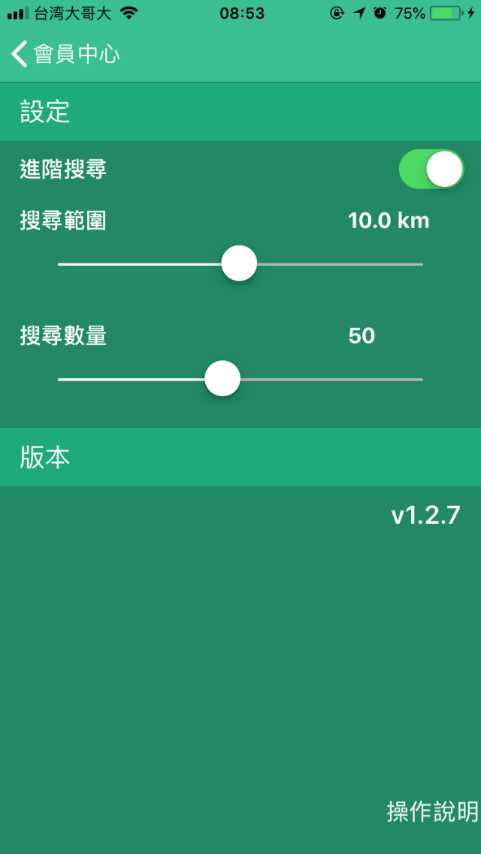 台湾大哥大 08:53 75%
會員中心
設定
進階搜尋
搜尋範圍 10.0 km
搜尋數量 50
版本
v1.2.7
操作說明